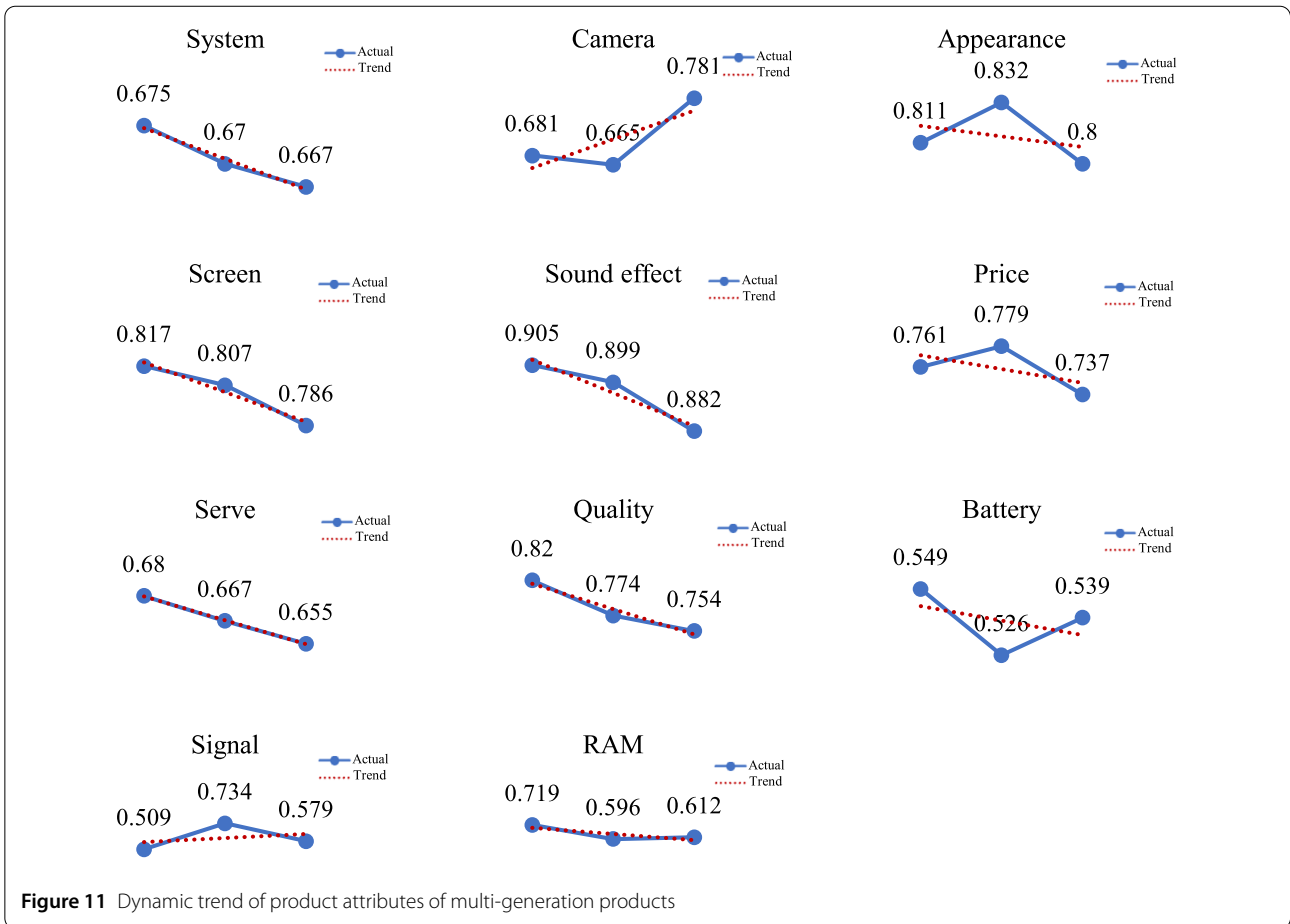 System
Actual
Trend
0.675
0.67
0.667
Camera
Actual
Trend
0.681
0.665
0.781
Appearance
Actual
Trend
0.811
0.832
0.8
Screen
Actual
Trend
0.817
0.807
0.786
Sound effect
Actual
Trend
0.905
0.899
0.882
Price
Actual
Trend
0.761
0.779
0.737
Serve
Actual
Trend
0.68
0.667
0.655
Quality
Actual
Trend
0.82
0.774
0.754
Battery
Actual
Trend
0.549
0.526
0.539
Signal
Actual
Trend
0.509
0.734
0.579
RAM
Actual
Trend
0.719
0.596
0.612
Figure 11 Dynamic trend of product attributes of multi-generation products